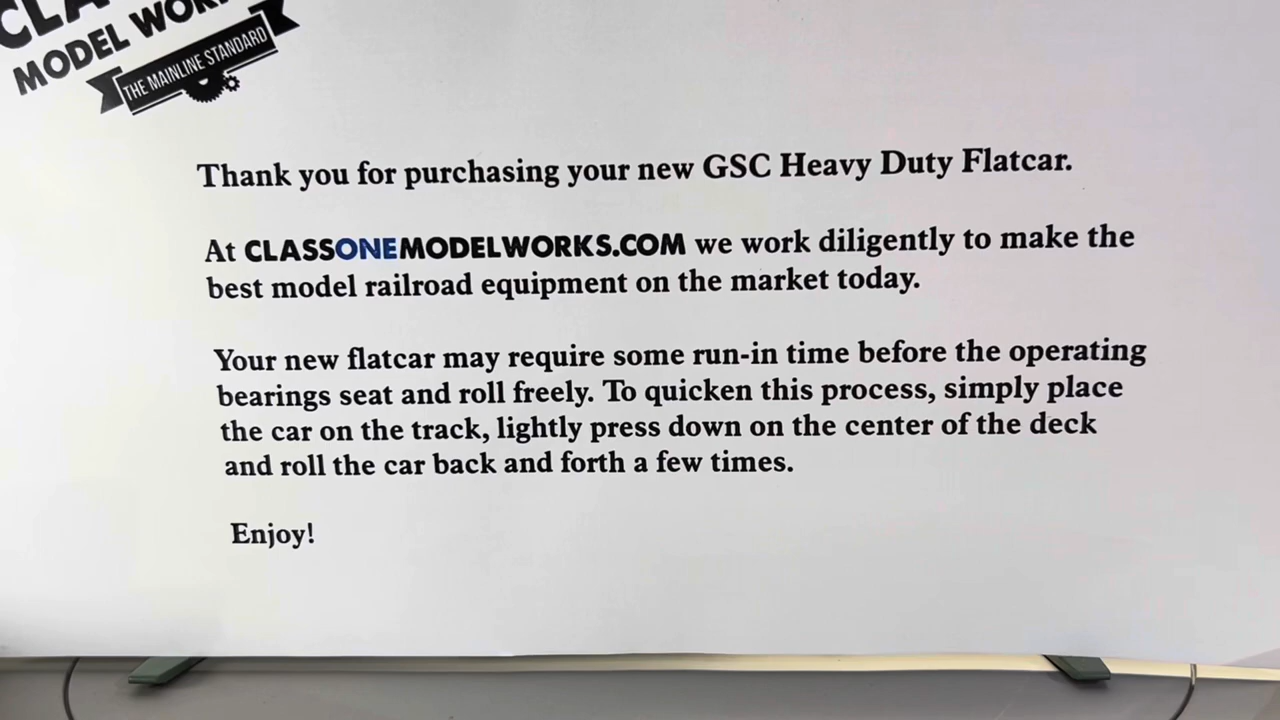 MODEL
THE MAINLINE STANDARD
Thank you for purchasing your new GSC Heavy Duty Flatcar.
At CLASSONEMODELWORKS.COM we work diligently to make the
best model railroad equipment on the market today.
Your new flatcar may require some run-in time before the operating
bearings seat and roll freely. To quicken this process, simply place
the car on the track, lightly press down on the center of the deck
and roll the car back and forth a few times.
Enjoy!